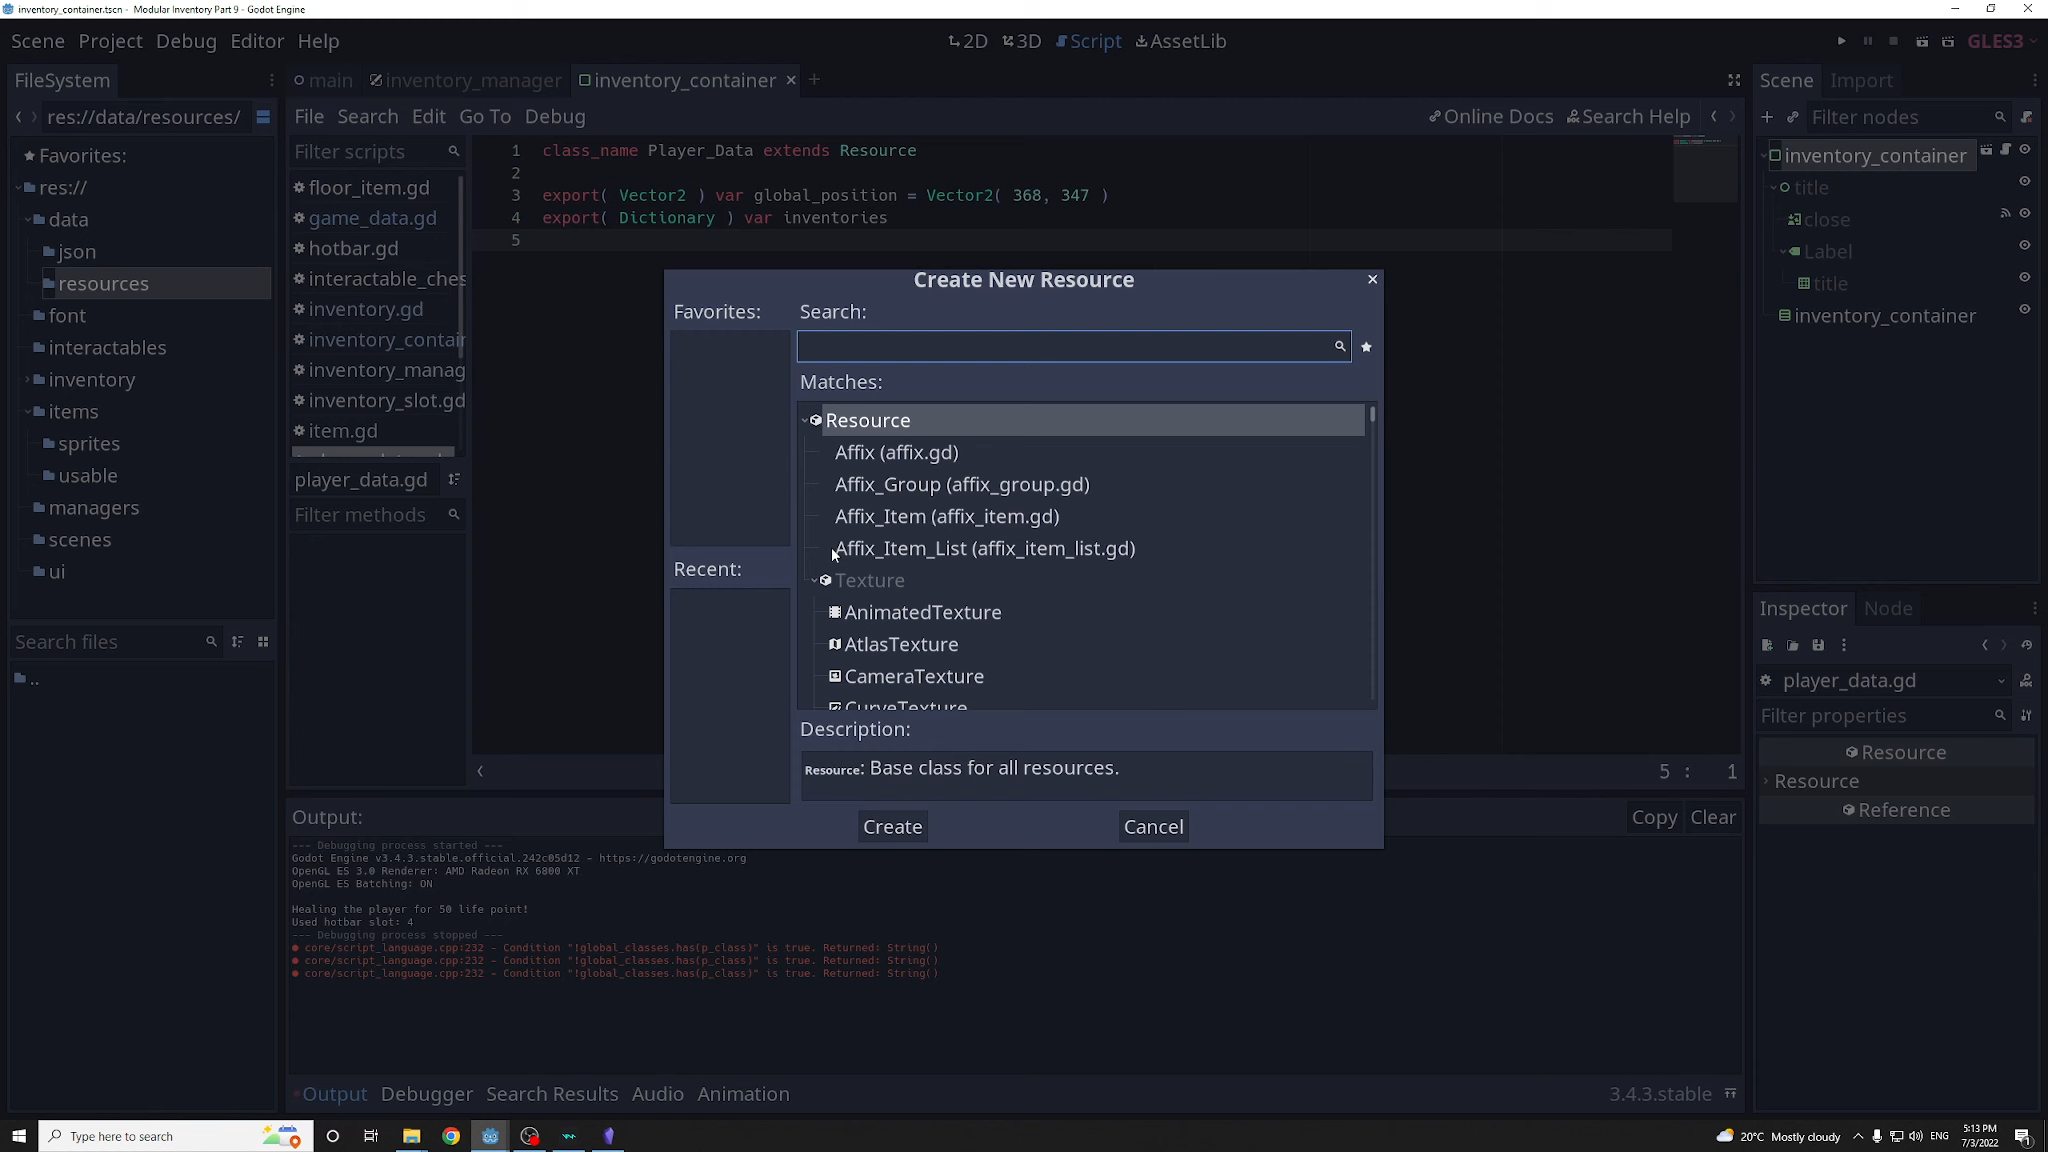 inventory_container.tscn - Modular Inventory Part 9 - Godot Engine
Scene Project Debug Editor Help
2D 3D Script AssetLib
GLES3
FileSystem
main inventory_manager inventory_container
Scene Import
res://data/resources/
File Search Edit Go To Debug
Online Docs Search Help
Filter nodes
Favorites:
res://
data
json
resources
font
interactables
inventory
items
sprites
usable
managers
scenes
ui
Search files
..
Filter scripts
floor_item.gd
game_data.gd
hotbar.gd
interactable_ches
inventory.gd
inventory_contair
inventory_manag
inventory_slot.gd
item.gd
player_data.gd
Filter methods
1 class_name Player_Data extends Resource
2
3 export( Vector2 ) var global_position = Vector2( 368, 347 )
4 export( Dictionary ) var inventories
5
5 : 1
Create New Resource
Favorites:
Search:
Matches:
Resource
Affix (affix.gd)
Affix_Group (affix_group.gd)
Affix_Item (affix_item.gd)
Affix_Item_List (affix_item_list.gd)
Texture
AnimatedTexture
AtlasTexture
CameraTexture
CurveTexture
Recent:
Description:
Resource: Base class for all resources.
Create Cancel
inventory_container
title
close
Label
title
inventory_container
Inspector Node
player_data.gd
Filter properties
Resource
Resource
Reference
Output:
Copy Clear
--- Debugging process started ---
Godot Engine v3.4.3.stable.official.242c05d12 - https://godotengine.org
OpenGL ES 3.0 Renderer: AMD Radeon RX 6800 XT
OpenGL ES Batching: ON
Healing the player for 50 life point!
Used hotbar slot: 4
--- Debugging process stopped ---
core/script_language.cpp:232 - Condition "!global_classes.has(p_class)" is true. Returned: String()
core/script_language.cpp:232 - Condition "!global_classes.has(p_class)" is true. Returned: String()
core/script_language.cpp:232 - Condition "!global_classes.has(p_class)" is true. Returned: String()
Output Debugger Search Results Audio Animation
3.4.3.stable
Type here to search
20°C Mostly cloudy
ENG
5:13 PM
7/3/2022